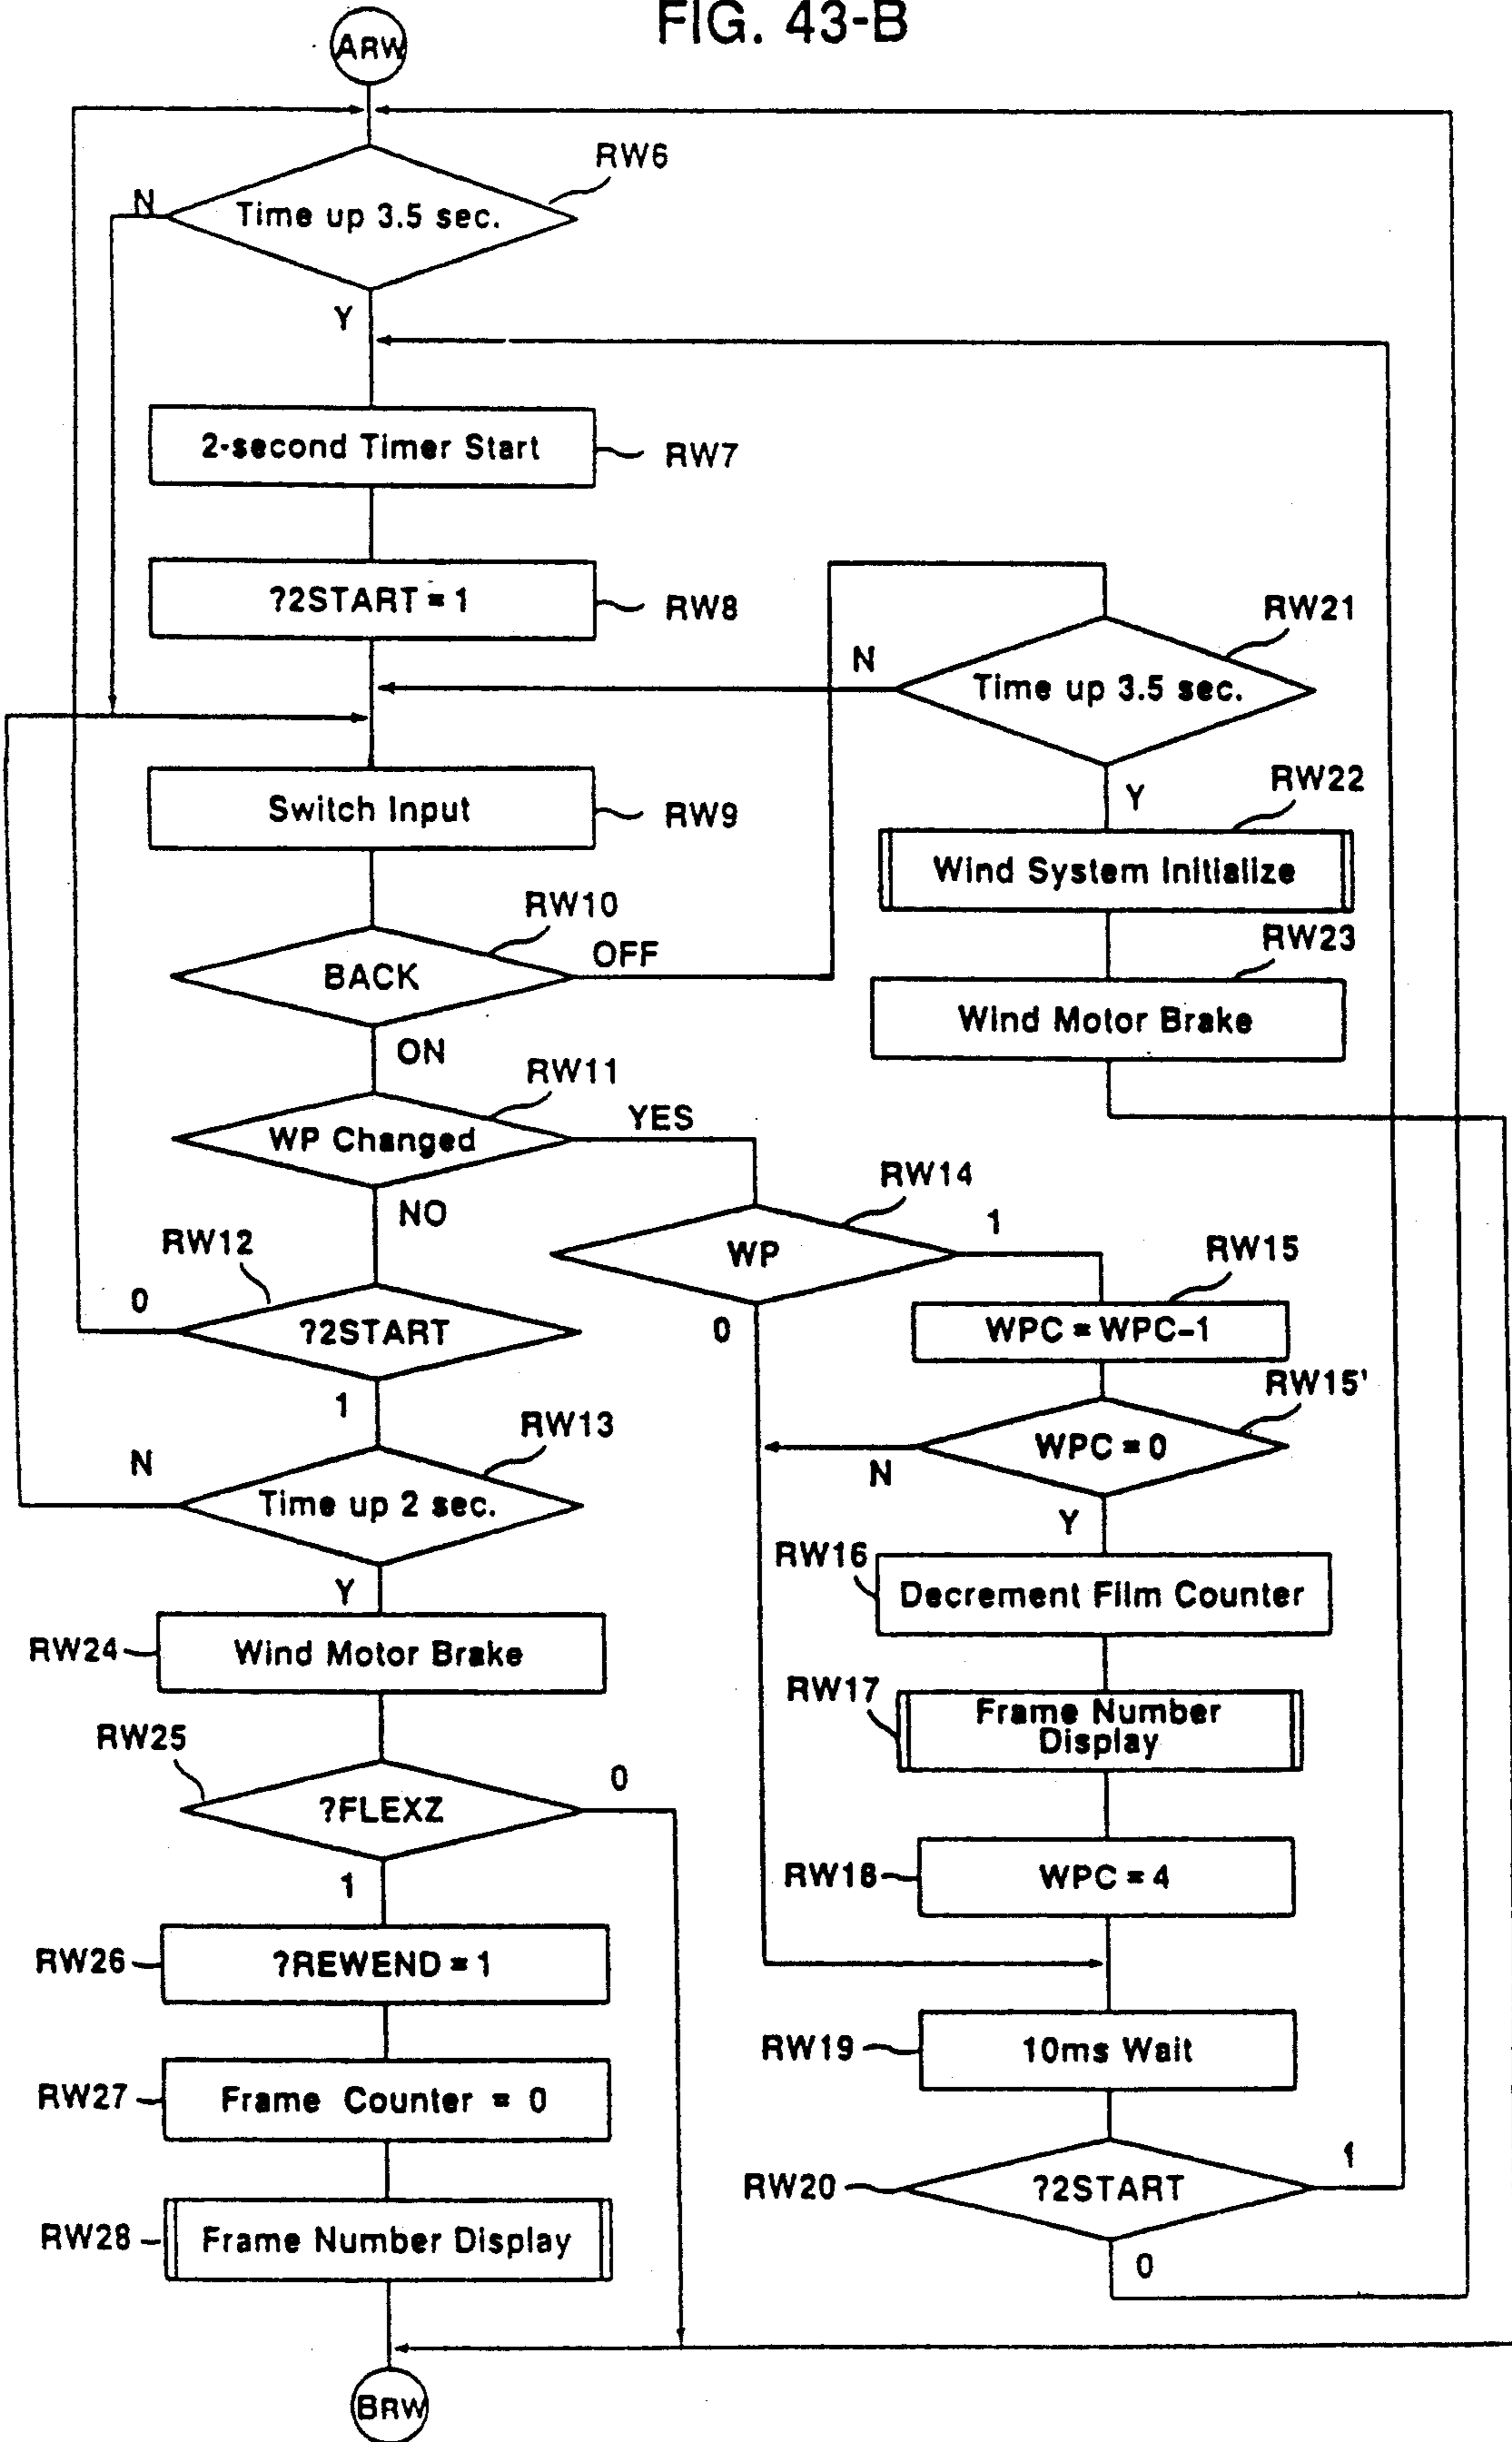 FIG. 43-B
ARW
RW6
N
Time up 3.5 sec.
Y
2-second Timer Start
RW7
?2START = 1
RW8
RW21
N
Time up 3.5 sec.
Switch Input
RW9
Y
RW22
Wind System Initialize
RW10
BACK
OFF
RW23
Wind Motor Brake
ON
RW11
WP Changed
YES
NO
RW14
WP
1
0
RW12
0
?2START
1
RW15
WPC = WPC-1
RW15'
WPC = 0
N
Y
RW13
N
Time up 2 sec.
Y
RW16
Decrement Film Counter
RW24
Wind Motor Brake
RW17
Frame Number
Display
RW25
?FLEXZ
0
1
RW18
WPC = 4
RW26
?REWEND = 1
RW19
10ms Wait
RW27
Frame Counter = 0
RW20
?2START
1
0
RW28
Frame Number Display
BRW